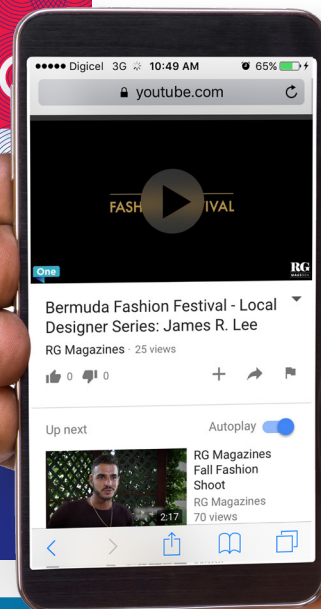 Digicel 3G 10:49 AM 65%
youtube.com
FASH IVAL
One
RG
Bermuda Fashion Festival - Local
Designer Series: James R. Lee
RG Magazines · 25 views
0 0
Up next Autoplay
RG Magazines
Fall Fashion
Shoot
RG Magazines
70 views
2:17